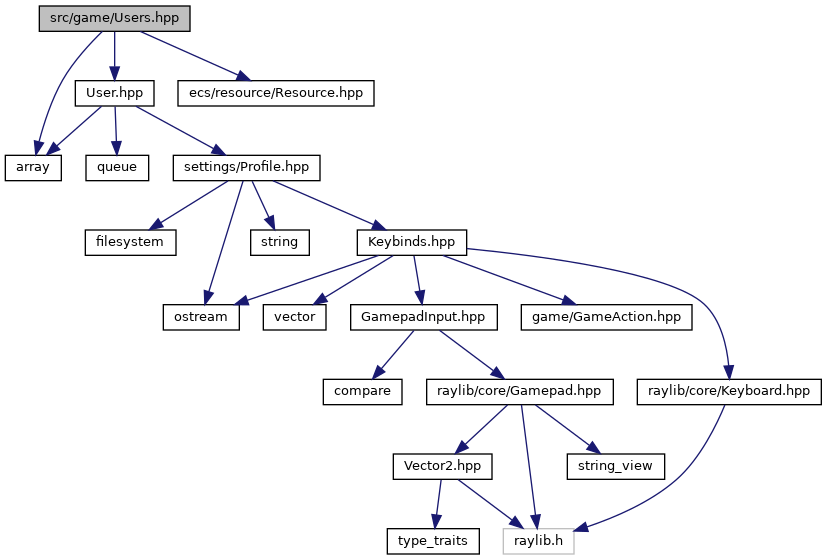 src/game/Users.hpp
User.hpp
ecs/resource/Resource.hpp
array
queue
settings/Profile.hpp
filesystem
string
Keybinds.hpp
ostream
vector
GamepadInput.hpp
game/GameAction.hpp
compare
raylib/core/Gamepad.hpp
raylib/core/Keyboard.hpp
Vector2.hpp
string_view
type_traits
raylib.h